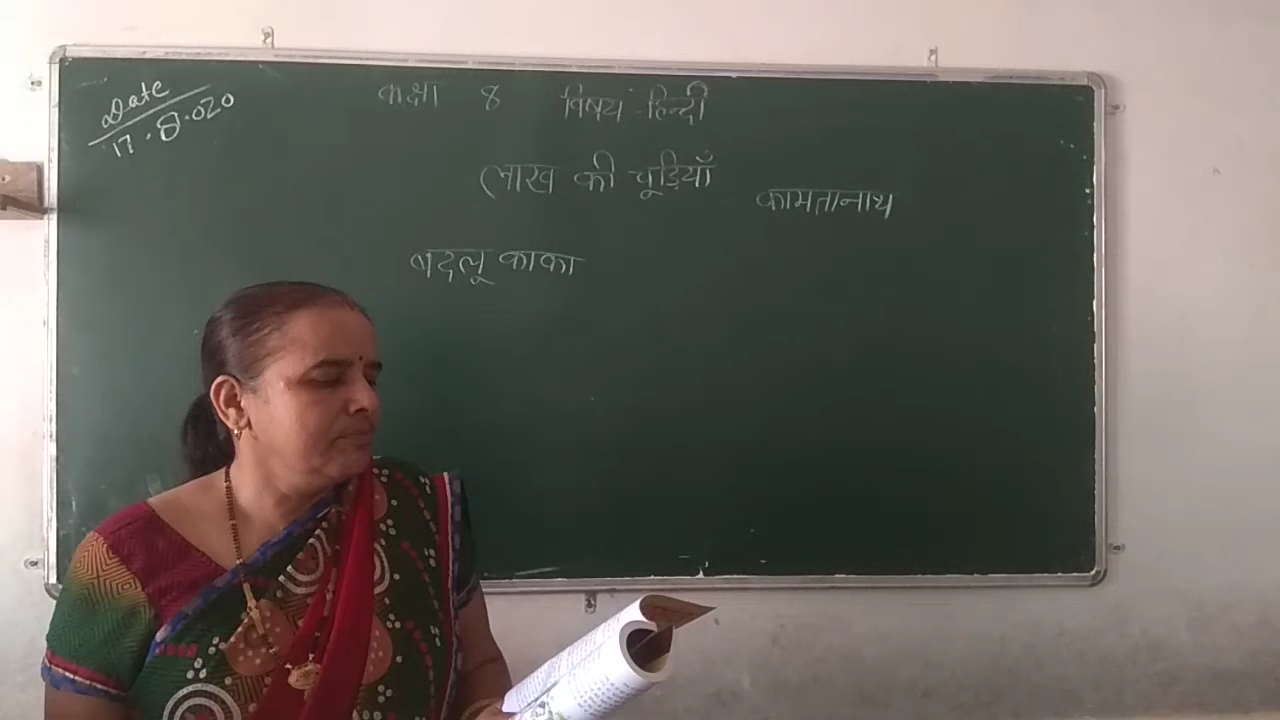 Date
17.8.020
कक्षा 8 विषय - हिन्दी
लाख की चूड़ियाँ
कामतानाथ
बदलू काका